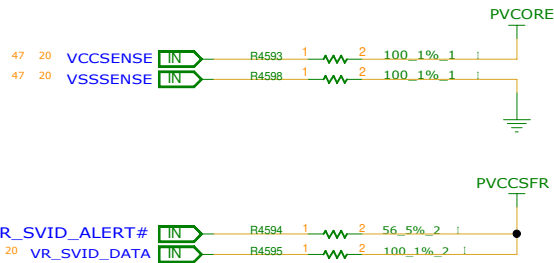 PVCORE
47 20 VCCSENSE IN R4593 1 2 100_1%_1
47 20 VSSSENSE IN R4598 1 2 100_1%_1
PVCCSFR
R_SVID_ALERT# IN R4594 1 2 56_5%_2
20 VR_SVID_DATA IN R4595 1 2 100_1%_2